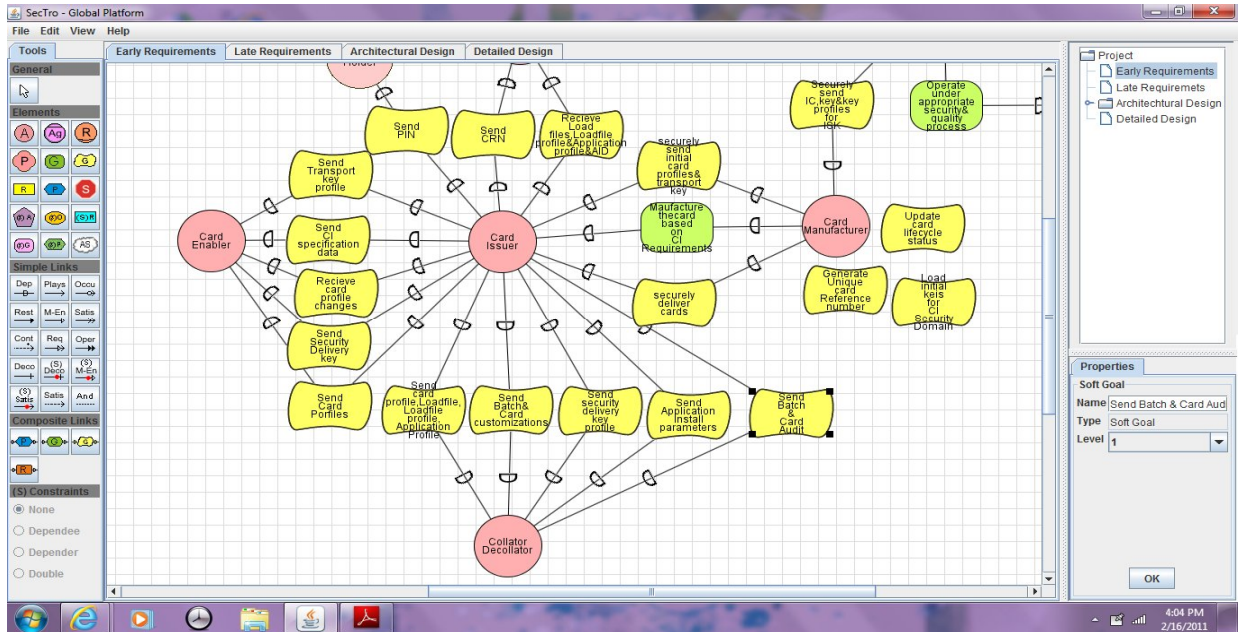 SecTro - Global Platform
File Edit View Help
Tools
General
Elements
A
Ag
R
P
G
G
R
P
S
(S)R
(S)G
(S)P
AS
Simple Links
Dep Plays Occu
Rest M-En Satis
Cont Req Oper
Deco (S) Deco (S) M-En
(S) Satis Satis And
Composite Links
P
G
G
R
(S) Constraints
None
Dependee
Depender
Double
Early Requirements
Late Requirements
Architectural Design
Detailed Design
Holder
Send
PIN
Send
CRN
Recieve
Load
files,Loadfile
profile&Application
profile&AID
Securely
send
IC,key&key
profiles
for
ISK
Operate
under
appropriate
security&
quality
process
Send
Transport
key
profile
securely
send
initial
card
profiles&
transport
key
Card
Enabler
Send
CI
specification
data
Card
Issuer
Maufacture
thecard
based
on
CI
Requirements
Card
Manufacturer
Update
card
lifecycle
status
Recieve
card
profile
changes
securely
deliver
cards
Generate
Unique
card
Reference
number
Load
initial
keis
for
CI
Security
Domain
Send
Security
Delivery
key
Send
Card
Porfiles
Send
card
profile,Loadfile,
Loadfile
profile,
Application
Profile
Send
Batch&
Card
customizations
Send
security
delivery
key
profile
Send
Application
Install
parameters
Send
Batch
&
Card
Audit
Collator
Decollator
Project
Early Requirements
Late Requiremets
Architechtural Design
Detailed Design
Properties
Soft Goal
Name Send Batch & Card Aud
Type Soft Goal
Level 1
OK
4:04 PM
2/16/2011